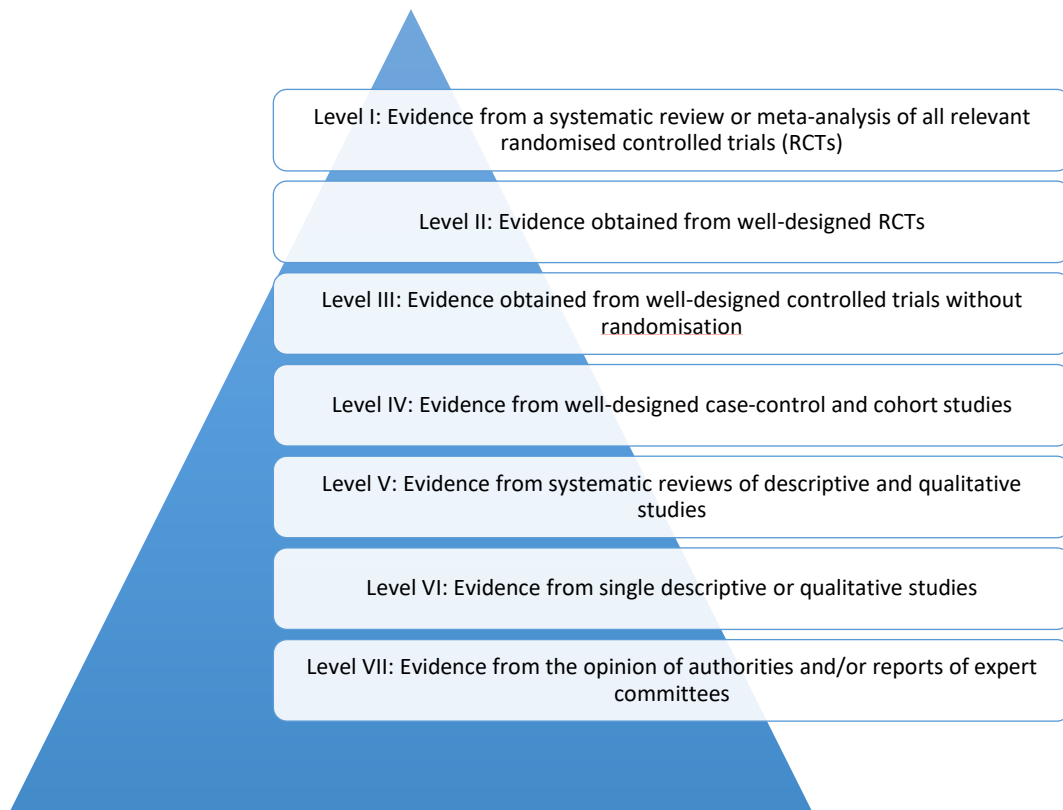 Level I: Evidence from a systematic review or meta-analysis of all relevant
randomised controlled trials (RCTs)
Level II: Evidence obtained from well-designed RCTs
Level III: Evidence obtained from well-designed controlled trials without
randomisation
Level IV: Evidence from well-designed case-control and cohort studies
Level V: Evidence from systematic reviews of descriptive and qualitative
studies
Level VI: Evidence from single descriptive or qualitative studies
Level VII: Evidence from the opinion of authorities and/or reports of expert
committees